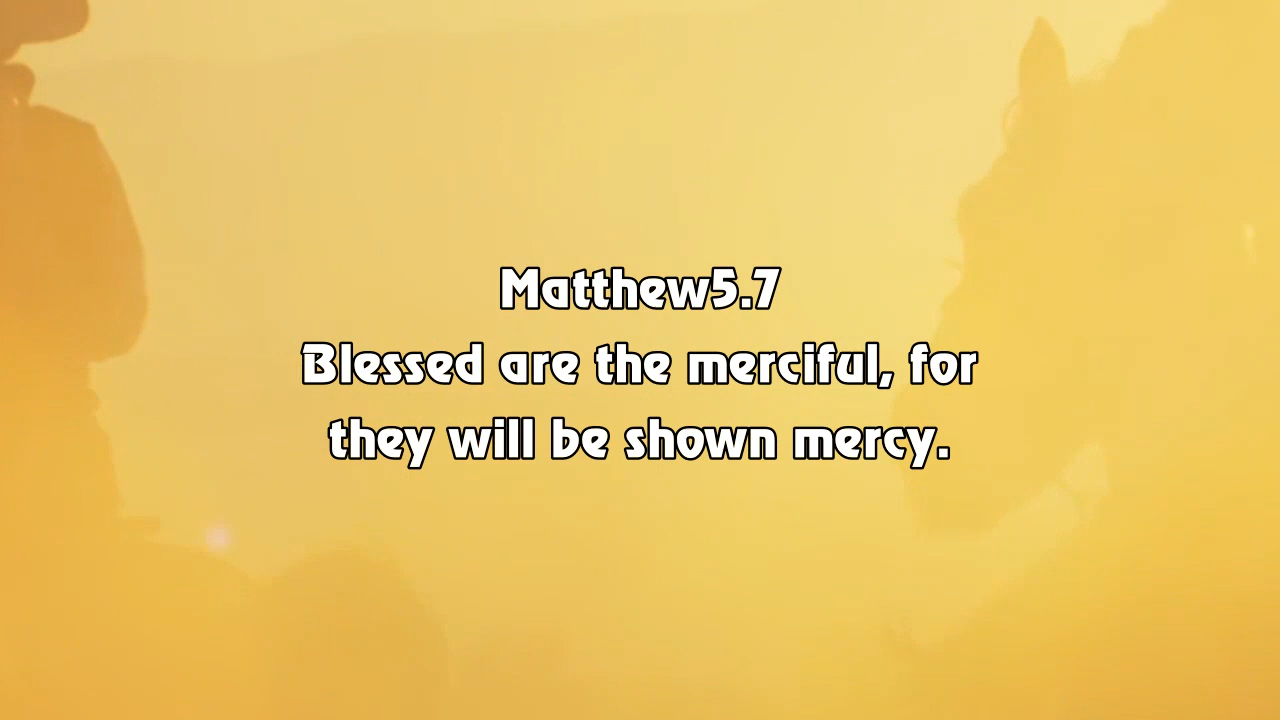 Matthew5.7
Blessed are the merciful, for
they will be shown mercy.